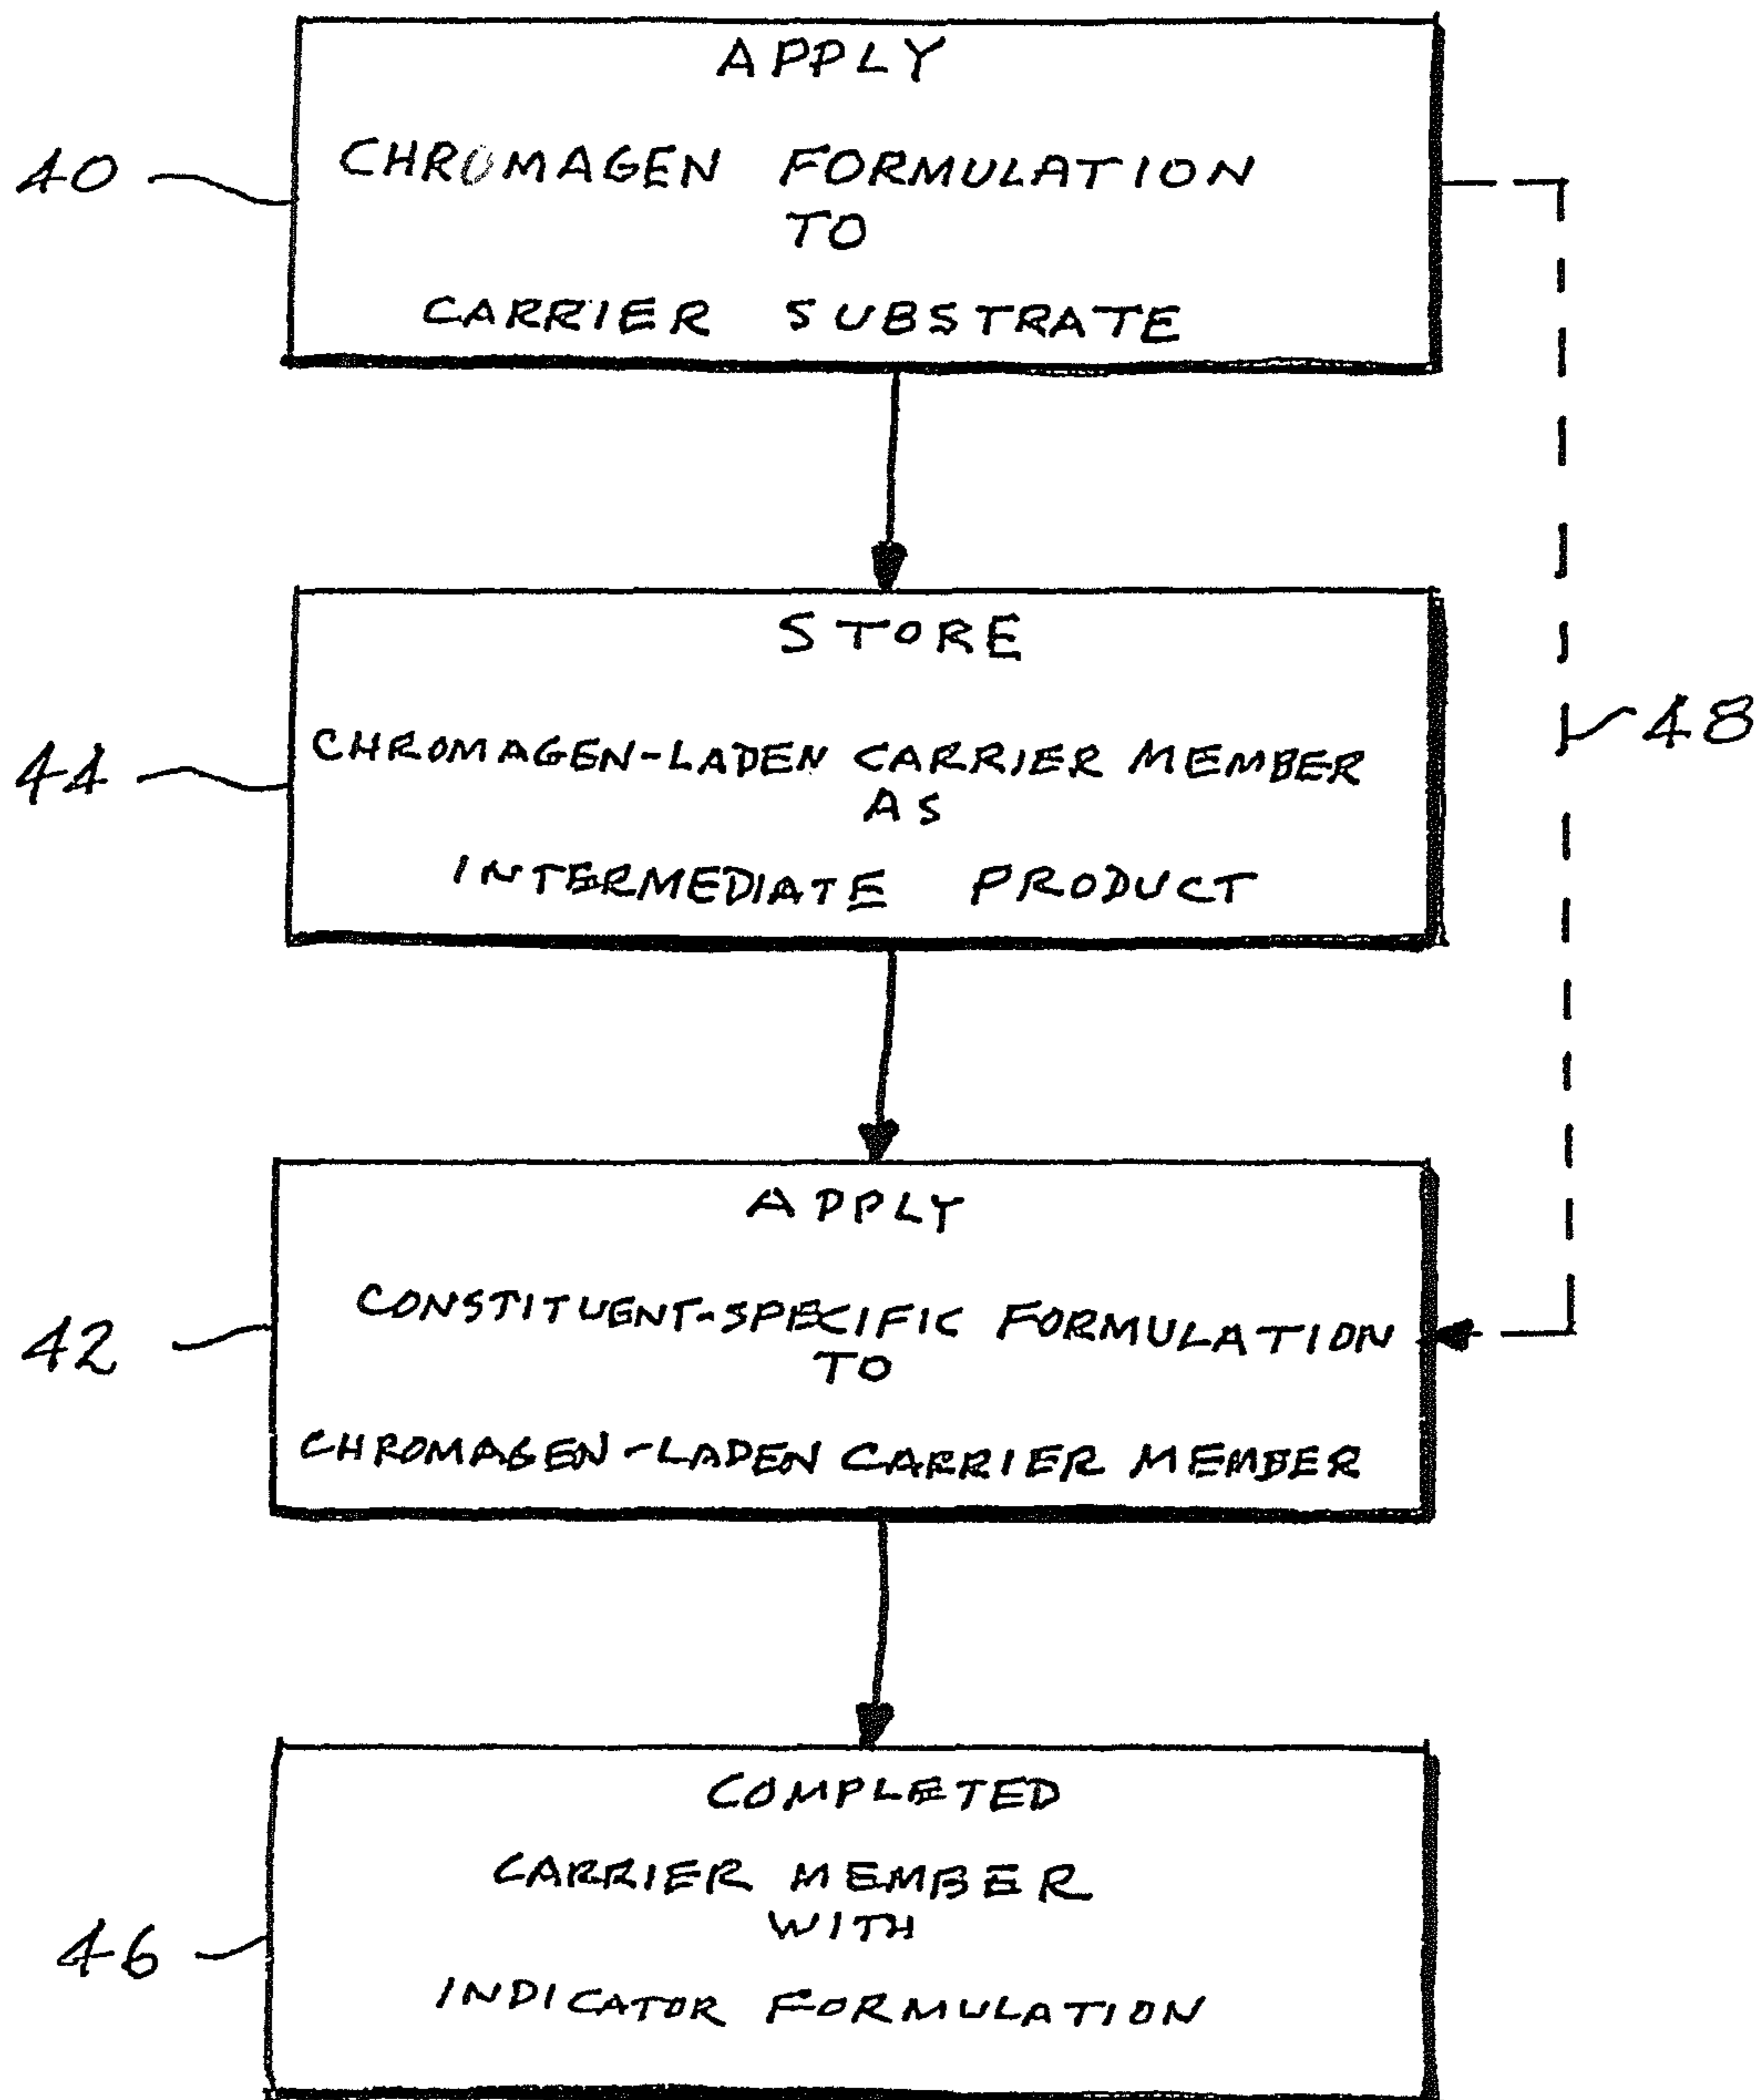 APPLY
40
CHROMAGEN FORMULATION
TO
CARRIER SUBSTRATE
STORE
48
44
CHROMAGEN-LADEN CARRIER MEMBER
AS
INTERMEDIATE PRODUCT
APPLY
42
CONSTITUENT-SPECIFIC FORMULATION
TO
CHROMAGEN-LADEN CARRIER MEMBER
COMPLETED
CARRIER MEMBER
WITH
46
INDICATOR FORMULATION